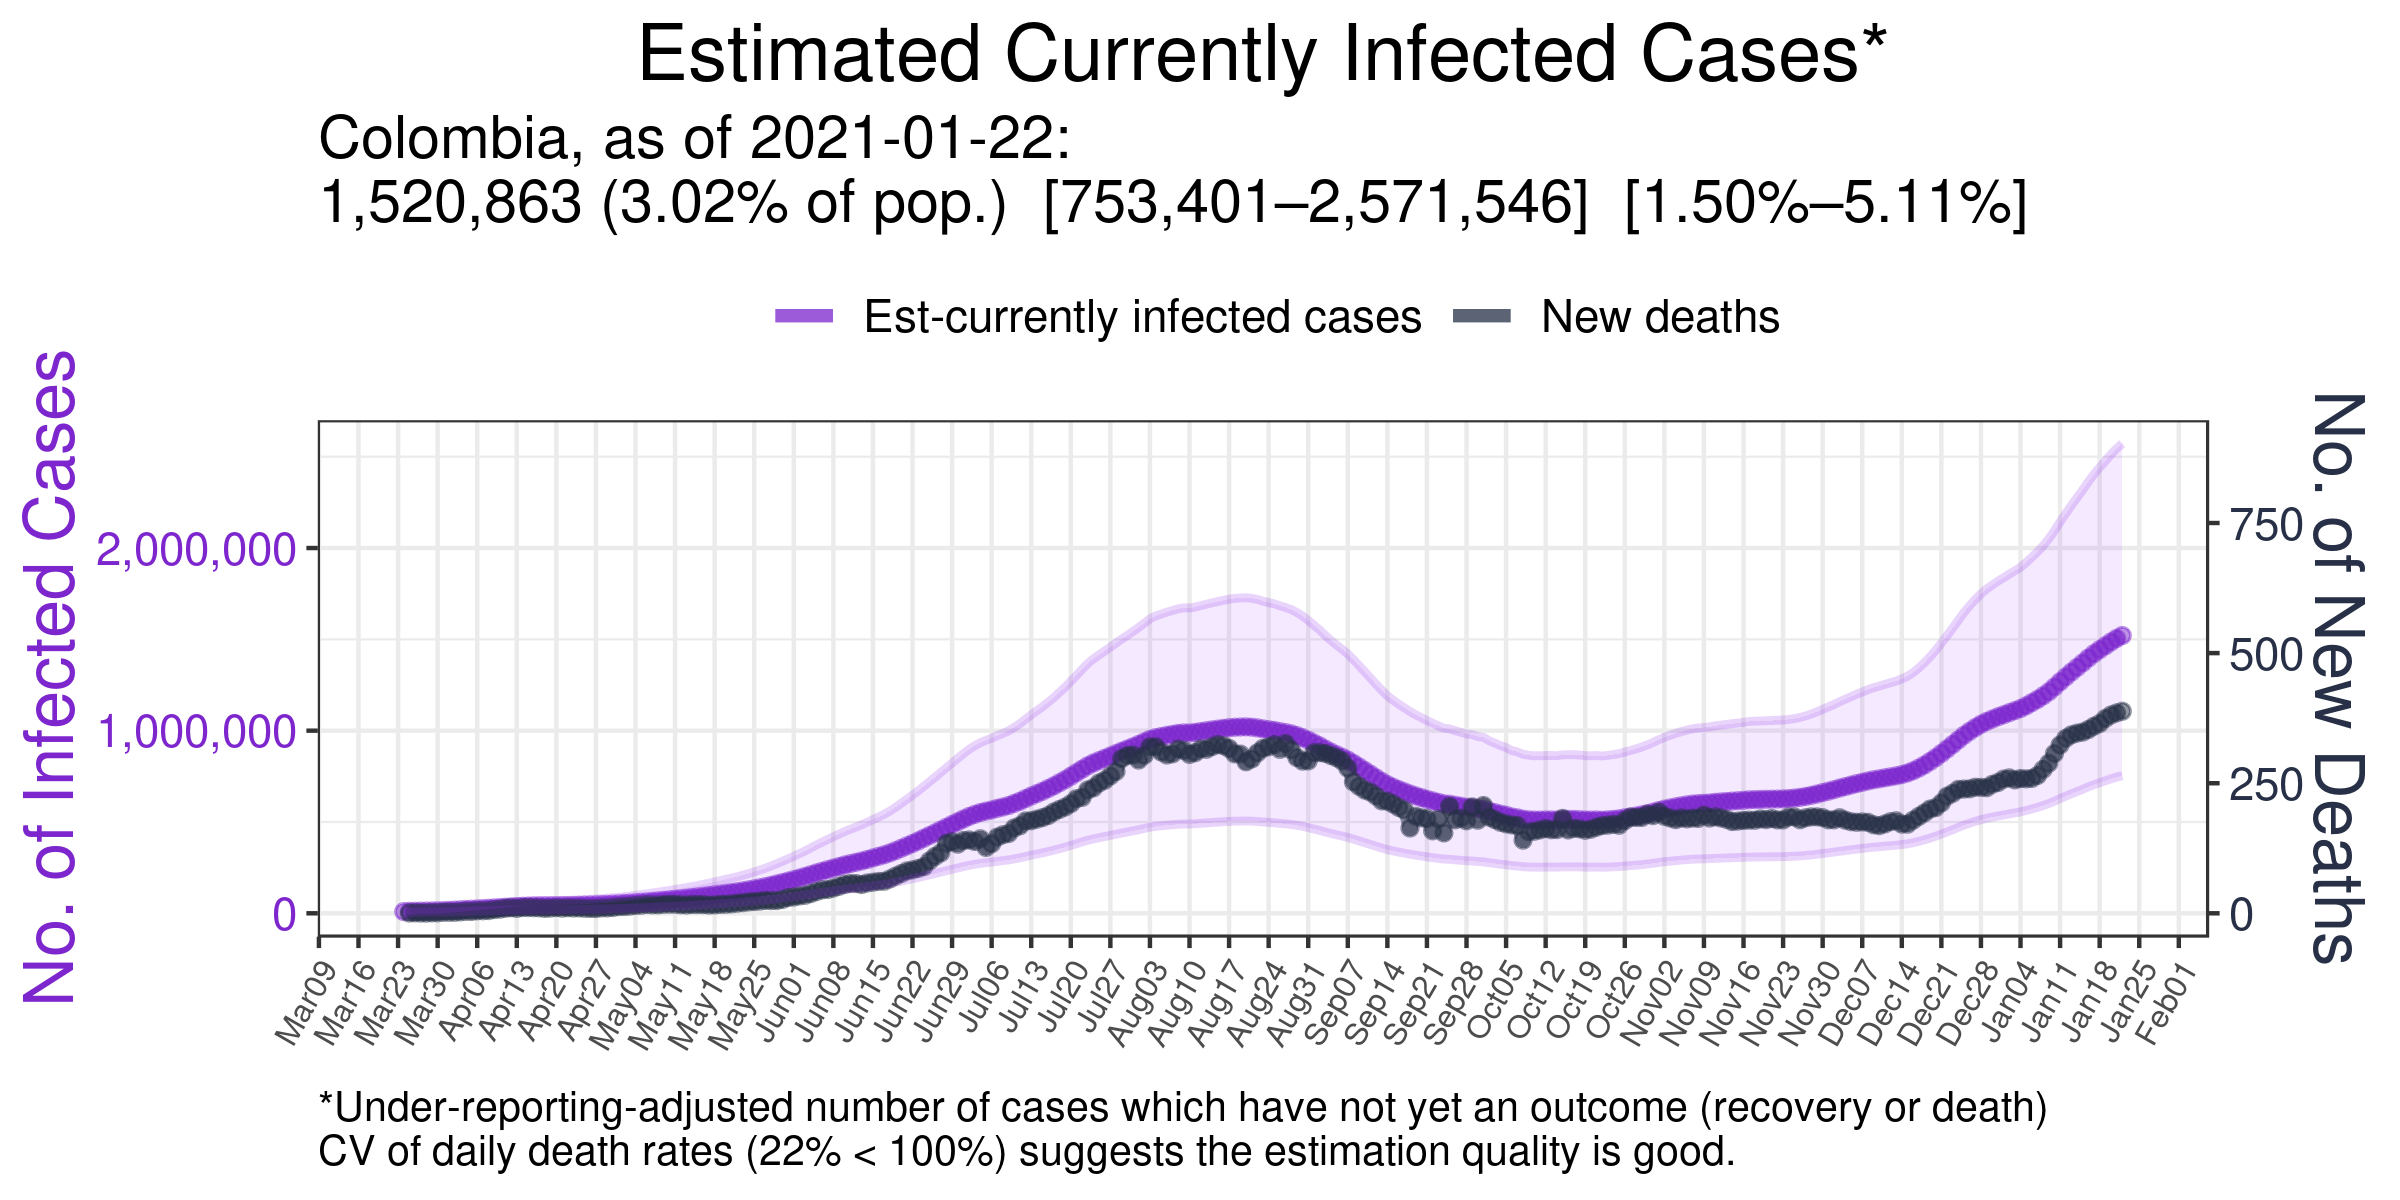 Estimated Currently Infected Cases*
Colombia, as of 2021-01-22:
1,520,863 (3.02% of pop.) [753,401–2,571,546] [1.50%–5.11%]
Est-currently infected cases
New deaths
No. of Infected Cases
2,000,000
1,000,000
0
No. of New Deaths
750
500
250
0
Mar09
Mar16
Mar23
Mar30
Apr06
Apr13
Apr20
Apr27
May04
May11
May18
May25
Jun01
Jun08
Jun15
Jun22
Jun29
Jul06
Jul13
Jul20
Jul27
Aug03
Aug10
Aug17
Aug24
Aug31
Sep07
Sep14
Sep21
Sep28
Oct05
Oct12
Oct19
Oct26
Nov02
Nov09
Nov16
Nov23
Nov30
Dec07
Dec14
Dec21
Dec28
Jan04
Jan11
Jan18
Jan25
Feb01
*Under-reporting-adjusted number of cases which have not yet an outcome (recovery or death)
CV of daily death rates (22% < 100%) suggests the estimation quality is good.